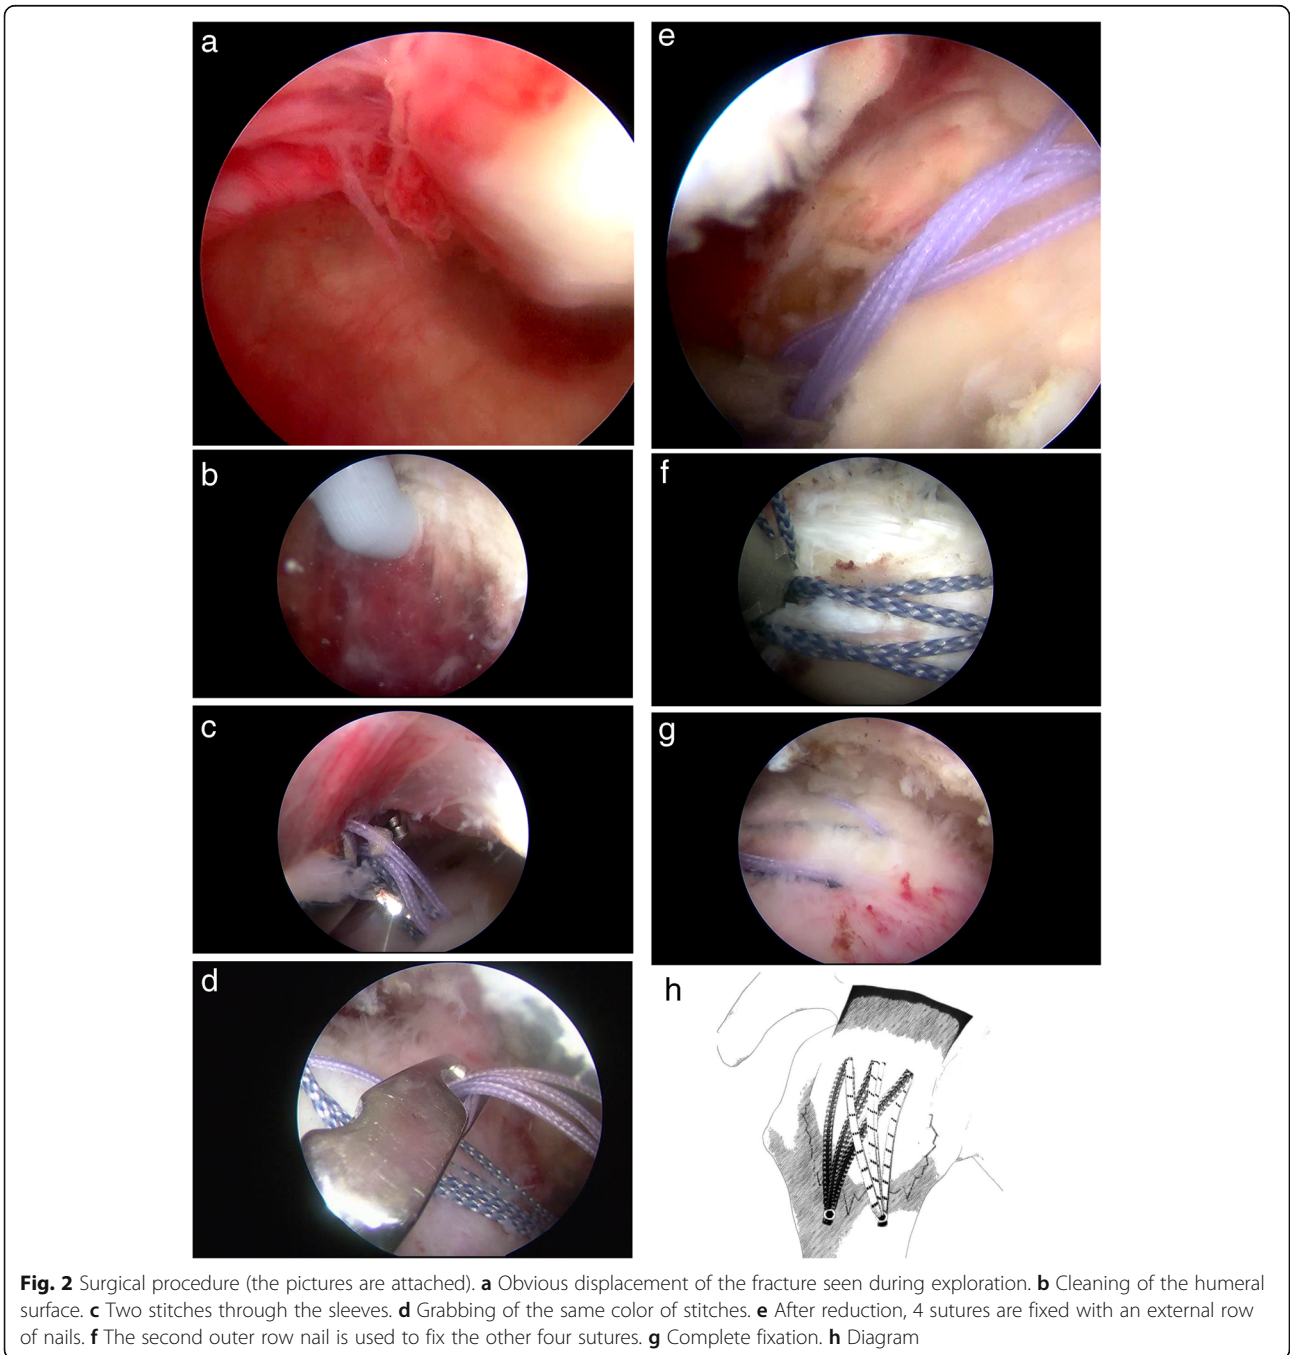 a
e
b
f
c
g
d
h
Fig. 2 Surgical procedure (the pictures are attached). a Obvious displacement of the fracture seen during exploration. b Cleaning of the humeral
surface. c Two stitches through the sleeves. d Grabbing of the same color of stitches. e After reduction, 4 sutures are fixed with an external row
of nails. f The second outer row nail is used to fix the other four sutures. g Complete fixation. h Diagram